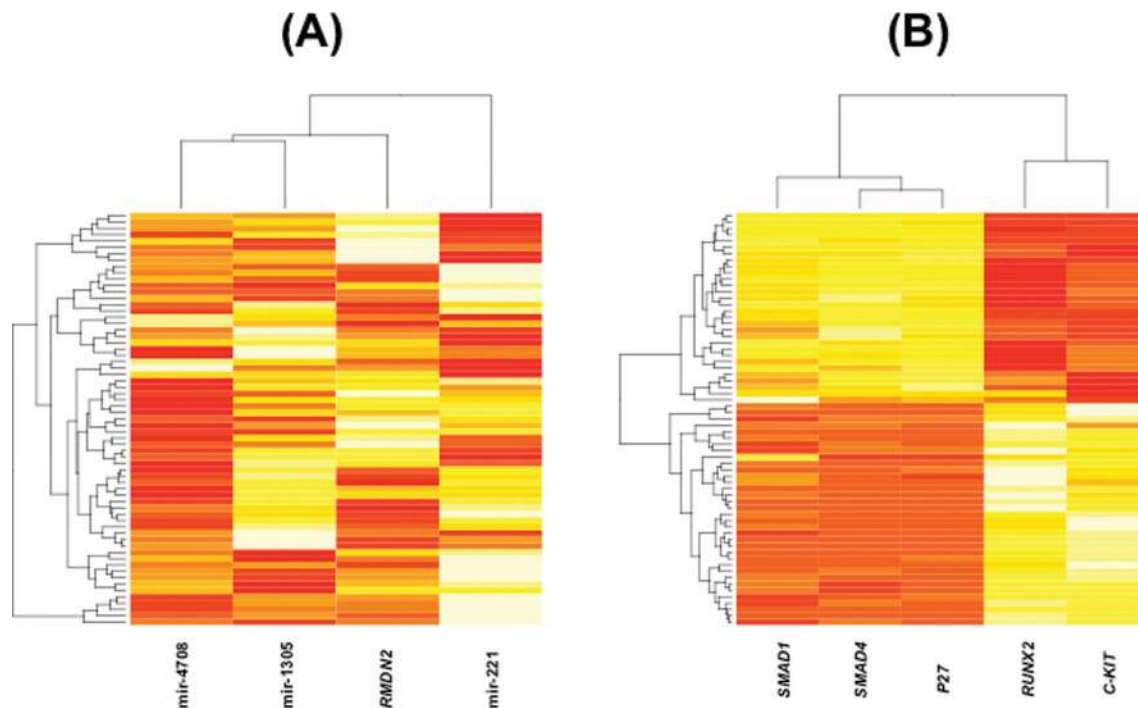 (A)
(B)
mir-4708
mir-1305
RMDN2
mir-221
SMAD1
SMAD4
P27
RUNX2
C-KIT